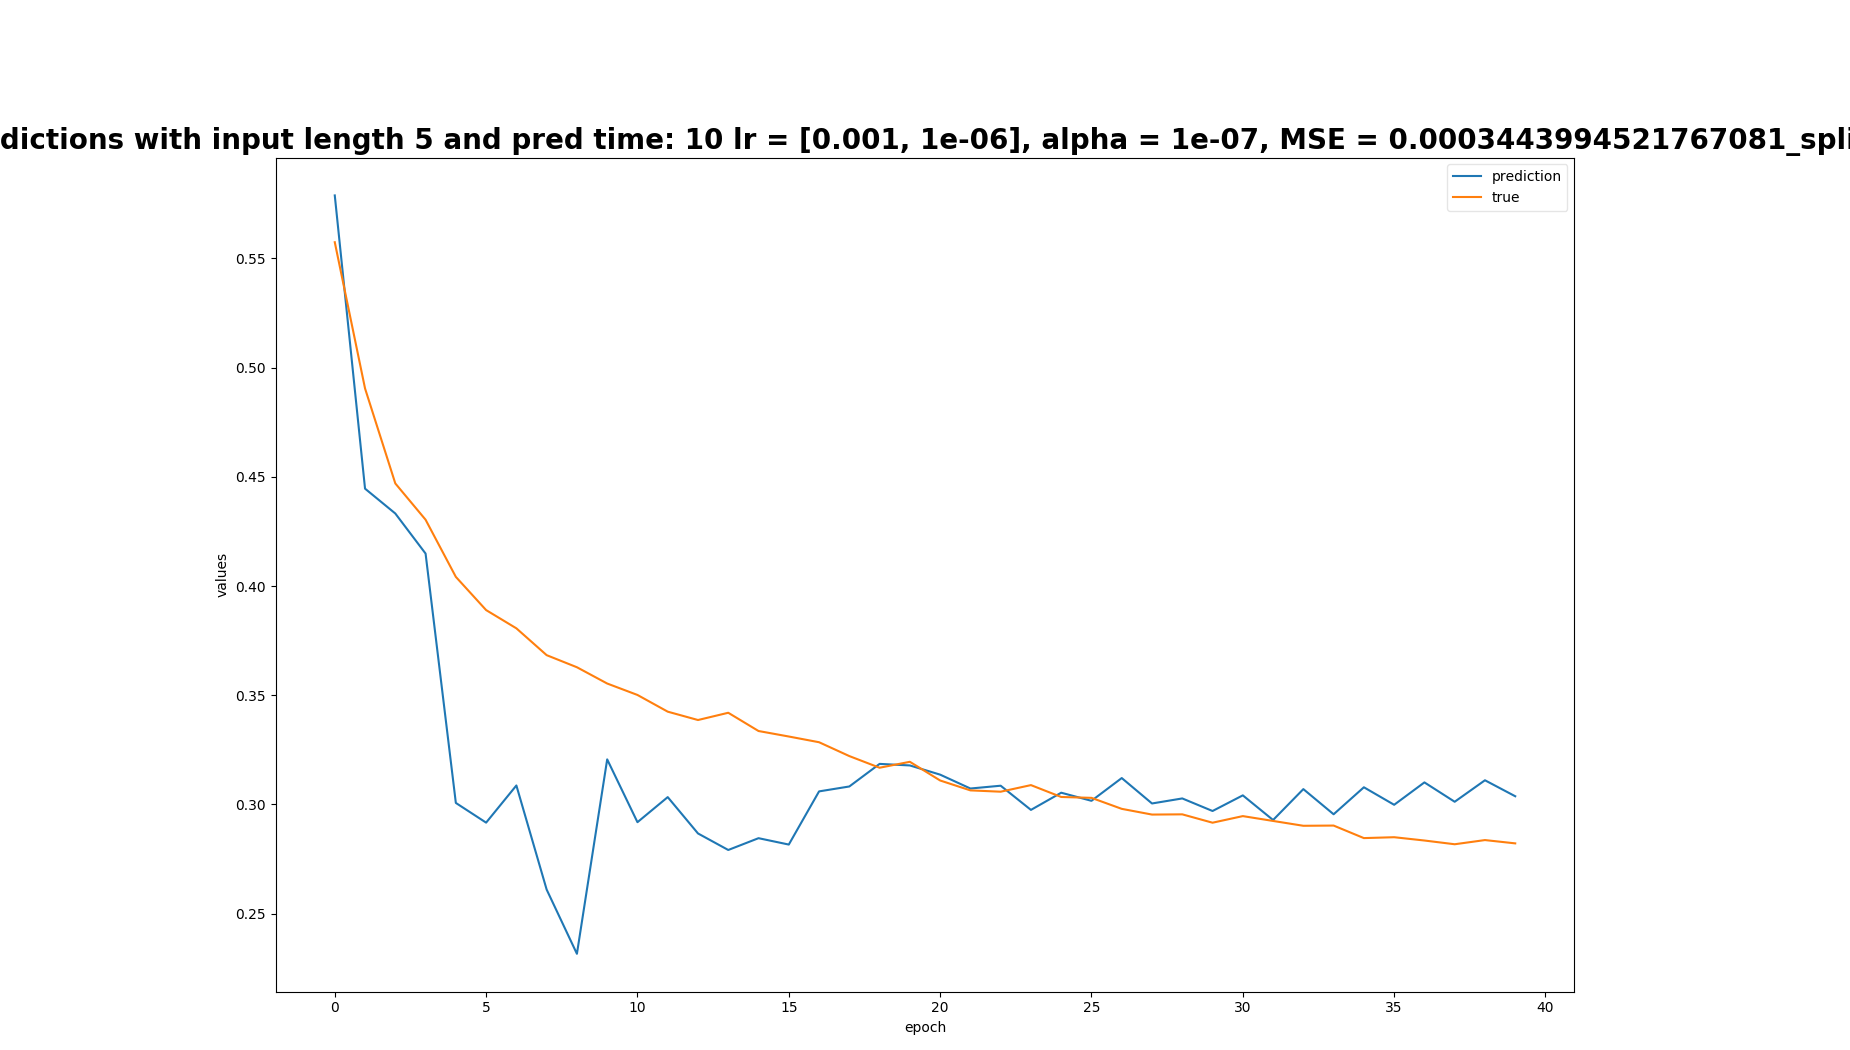 dictions with input length 5 and pred time: 10 lr = [0.001, 1e-06], alpha = 1e-07, MSE = 0.0003443994521767081_spli
prediction
true
values
0.55
0.50
0.45
0.40
0.35
0.30
0.25
0 5 10 15 20 25 30 35 40
epoch